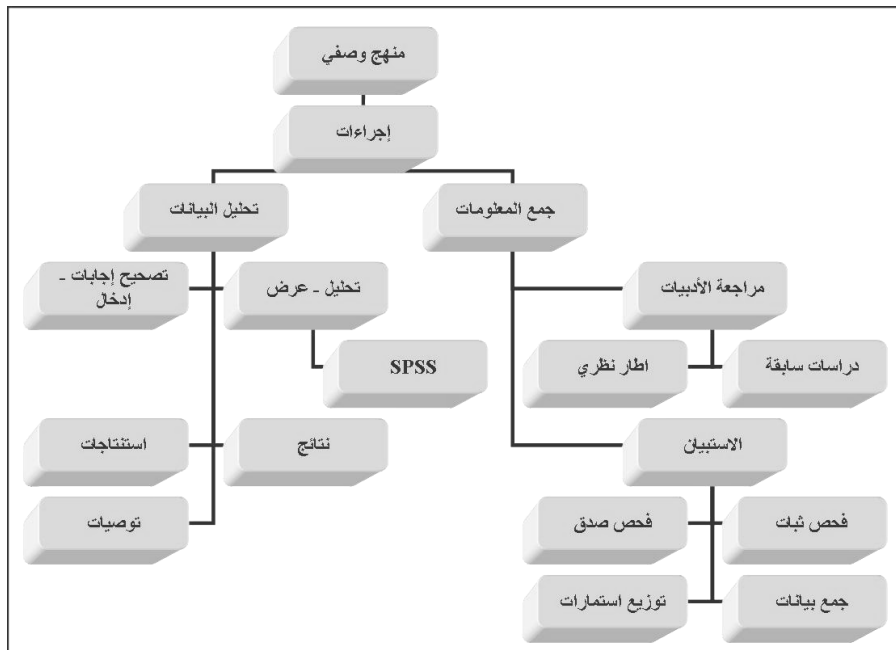 منهج وصفي
إجراءات
جمع المعلومات
تحليل البيانات
مراجعة الأدبيات
تحليل - عرض
تصحيح إجابات -
إدخال
دراسات سابقة
اطار نظري
SPSS
الاستبيان
نتائج
استنتاجات
فحص ثبات
فحص صدق
توصيات
جمع بيانات
توزيع استمارات